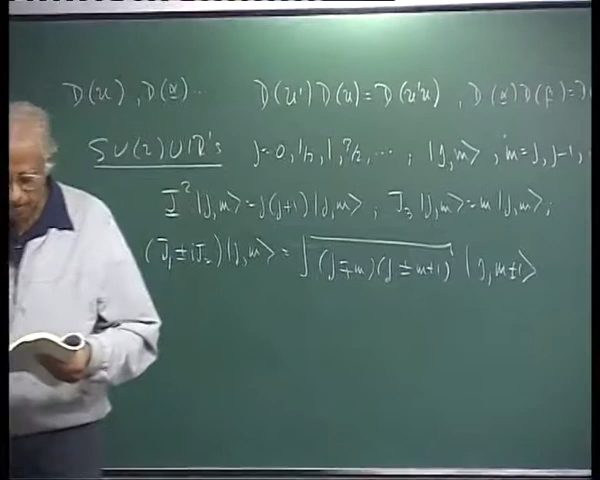 D(u), D(α)... D(u')D(u)=D(u'u), D(α)D(β)=D
SU(2) UIR's j=0, 1/2, 1, 3/2, ...; |j,m>, m=j, j-1,
J² |j,m>=j(j+1)|j,m>; J₃|j,m>=m|j,m>;
(J₁±iJ₂)|j,m>=√(j∓m)(j±m+1) |j,m±1>